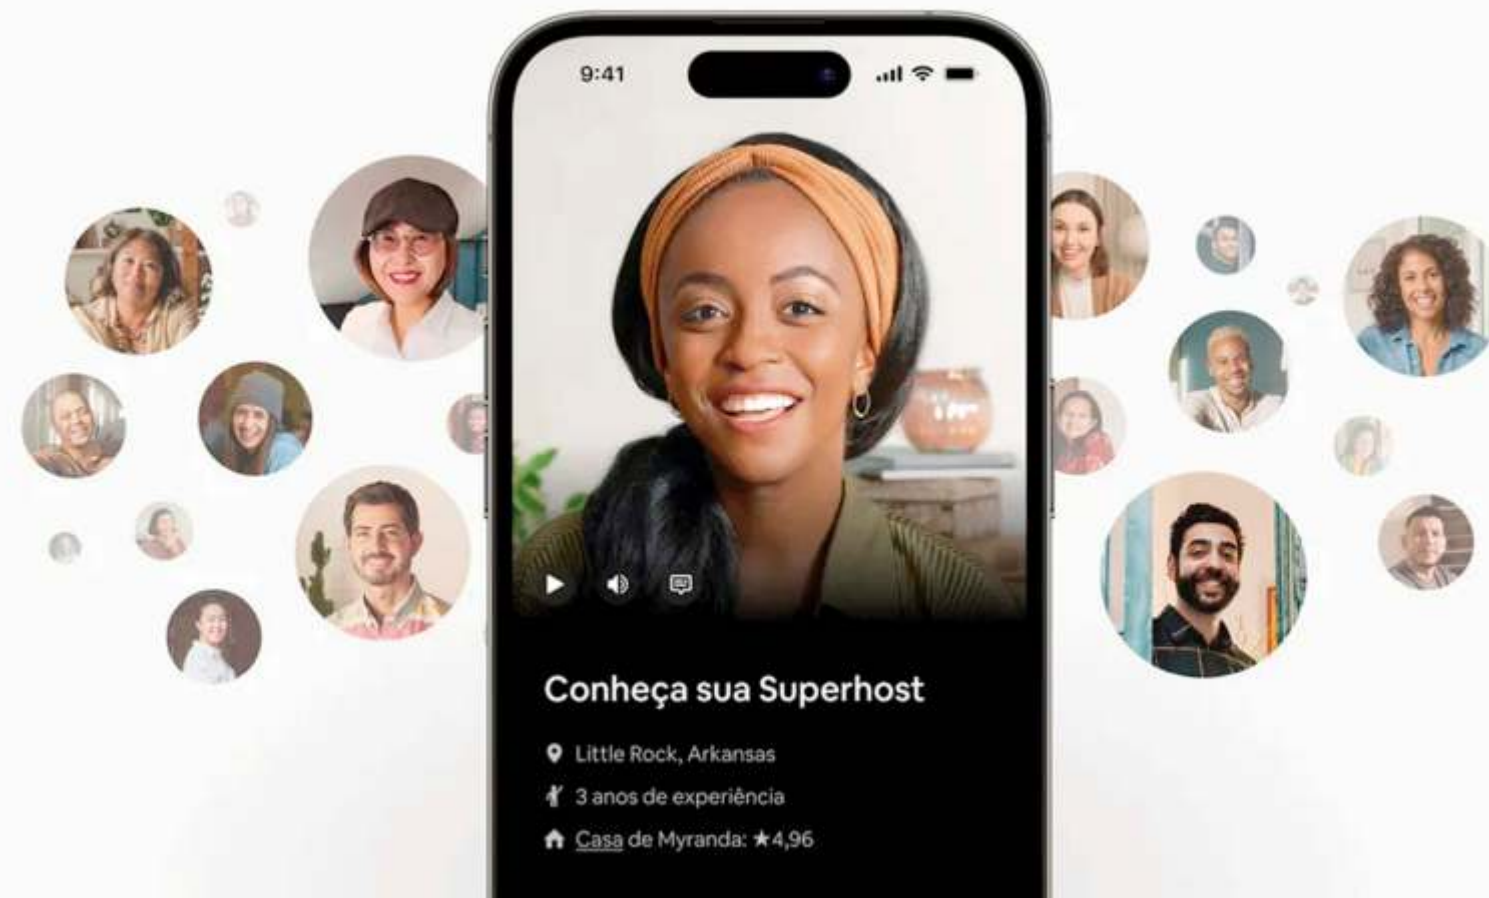 9:41
Conheça sua Superhost
Little Rock, Arkansas
3 anos de experiência
Casa de Myranda: ★4,96